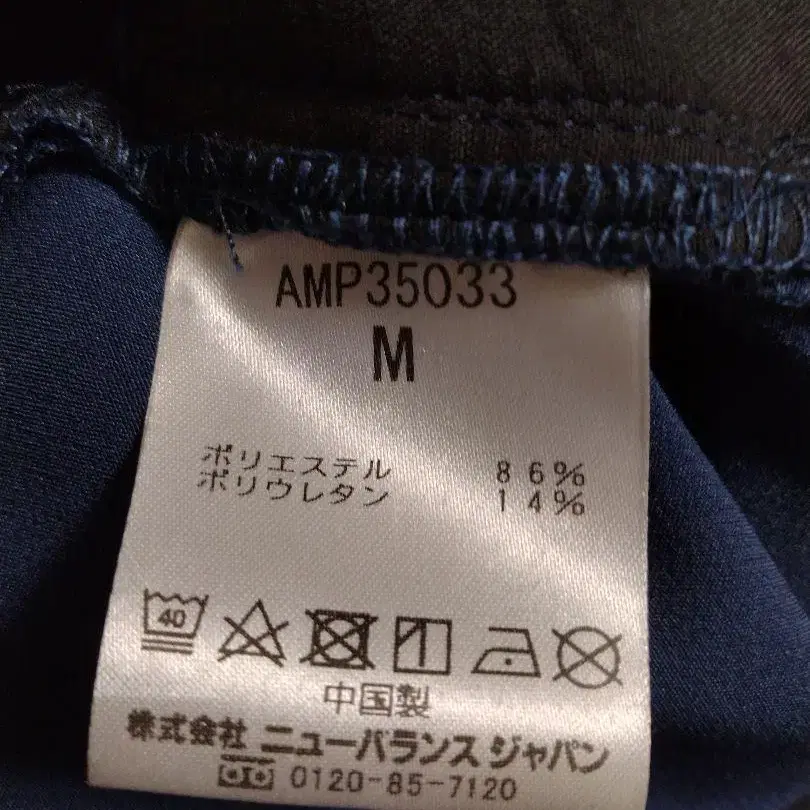 AMP35033
M
ポリエステル 86%
ポリウレタン 14%
40
中国製
株式会社 ニューバランス ジャパン
0120-85-7120